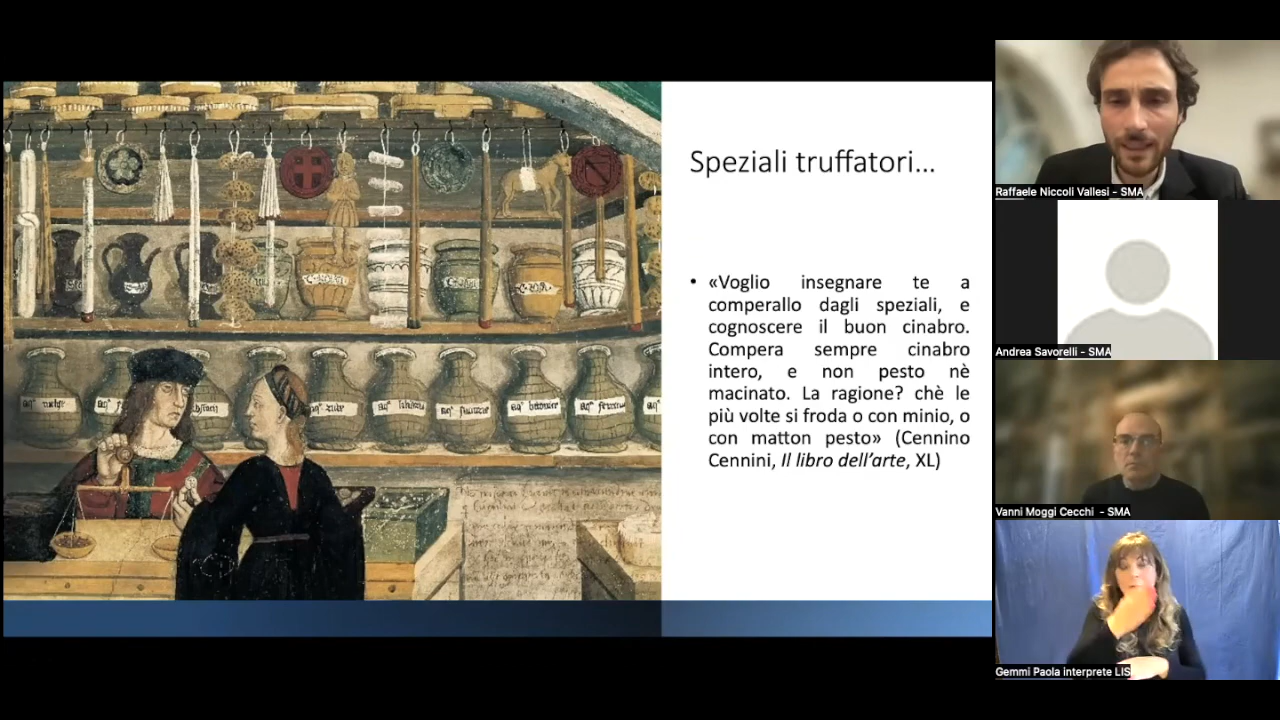 Speziali truffatori...
• «Voglio insegnare te a
comperallo dagli speziali, e
cognoscere il buon cinabro.
Compera sempre cinabro
intero, e non pesto nè
macinato. La ragione? chè le
più volte si froda o con minio, o
con matton pesto» (Cennino
Cennini, Il libro dell'arte, XL)
Raffaele Niccoli Vallesi - SMA
Andrea Savorelli - SMA
Vanni Moggi Cecchi - SMA
Gemmi Paola interprete LIS